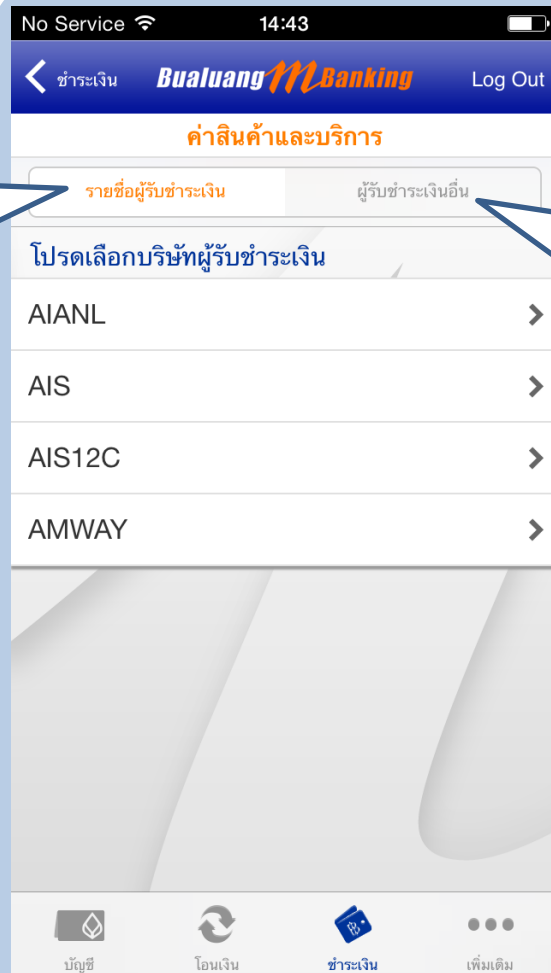 No Service 14:43
ชำระเงิน Bualuang mBanking Log Out
ค่าสินค้าและบริการ
รายชื่อผู้รับชำระเงิน ผู้รับชำระเงินอื่น
โปรดเลือกบริษัทผู้รับชำระเงิน
AIANL
AIS
AIS12C
AMWAY
บัญชี โอนเงิน ชำระเงิน เพิ่มเติม